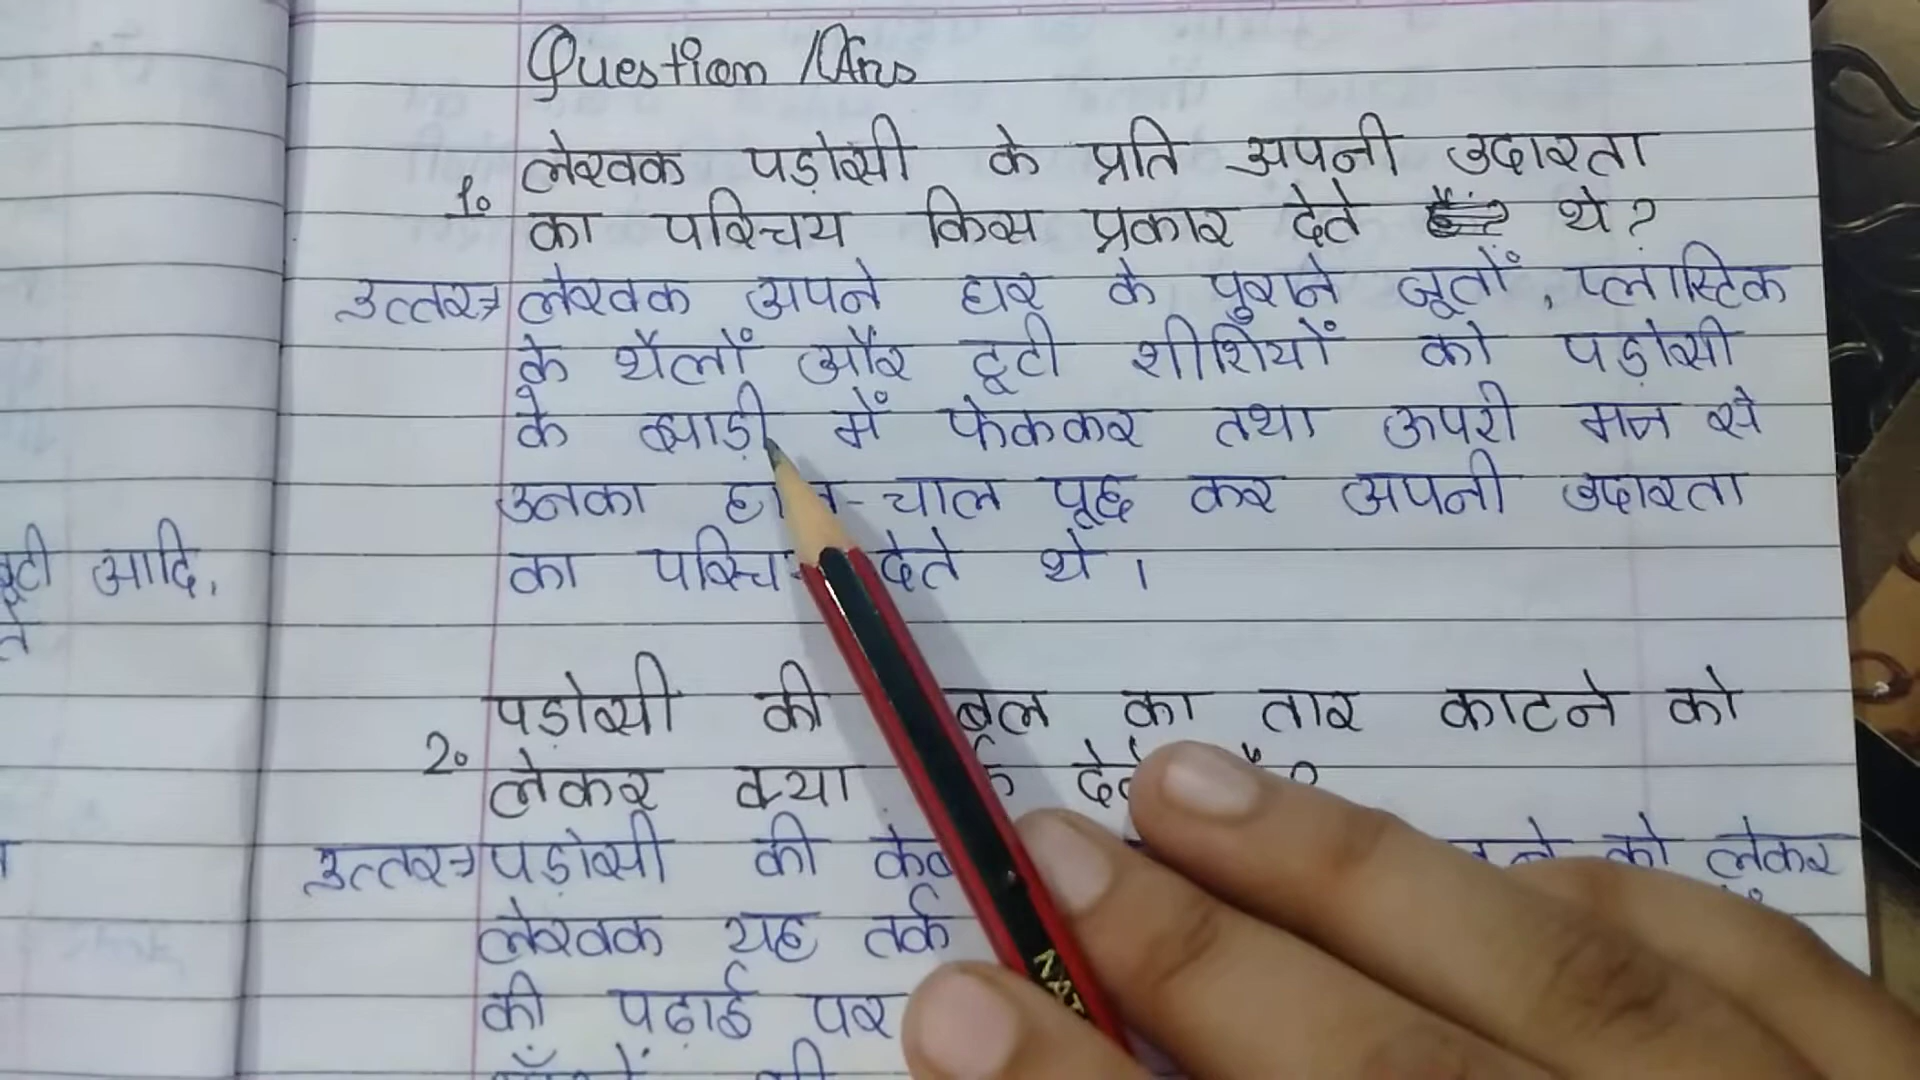 Question / Ans
1. लेखक पड़ोसी के प्रति अपनी उदारता
का परिचय किस प्रकार देते थे?
उत्तर→ लेखक अपने घर के पुराने जूतों, प्लास्टिक
के थैलों और टूटी शीशियों को पड़ोसी
के झाड़ी में फेंककर तथा ऊपरी मन से
उनका चाल पूछ कर अपनी उदारता
का देते थे।
2. पड़ोसी की का तार काटने को
लेकर क्या
उत्तर→ पड़ोसी की को लेकर
लेखक यह तर्क
की पढ़ाई पर
आदि,